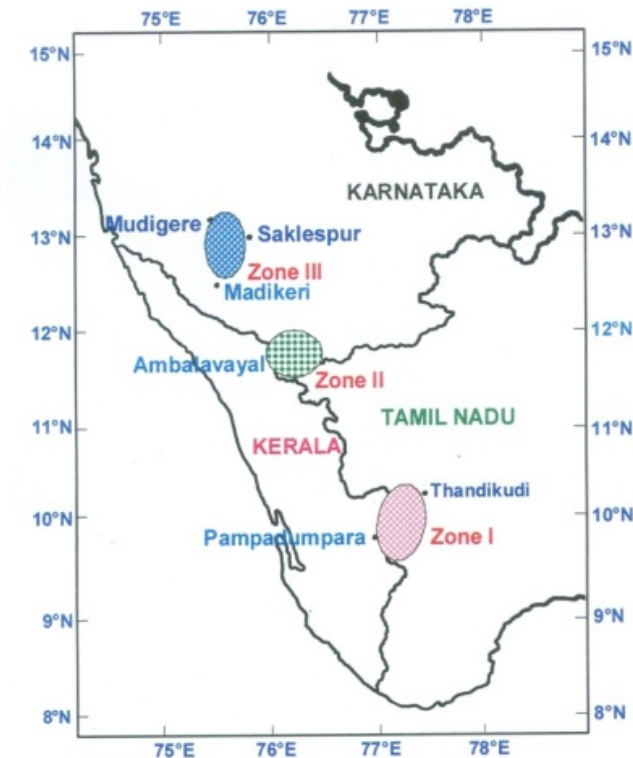 75°E 76°E 77°E 78°E
15°N 15°N
14°N 14°N
KARNATAKA
Mudigere
Saklespur
13°N 13°N
Zone III
Madikeri
12°N 12°N
Ambalavayal
Zone II
TAMIL NADU
11°N 11°N
KERALA
Thandikudi
10°N 10°N
Pampadumpara Zone I
9°N 9°N
8°N 8°N
75°E 76°E 77°E 78°E